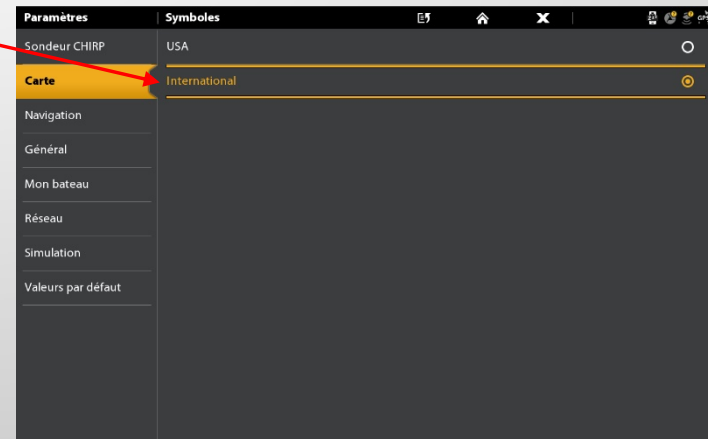 Paramètres
Symboles
Sondeur CHIRP
USA
Carte
International
Navigation
Général
Mon bateau
Réseau
Simulation
Valeurs par défaut